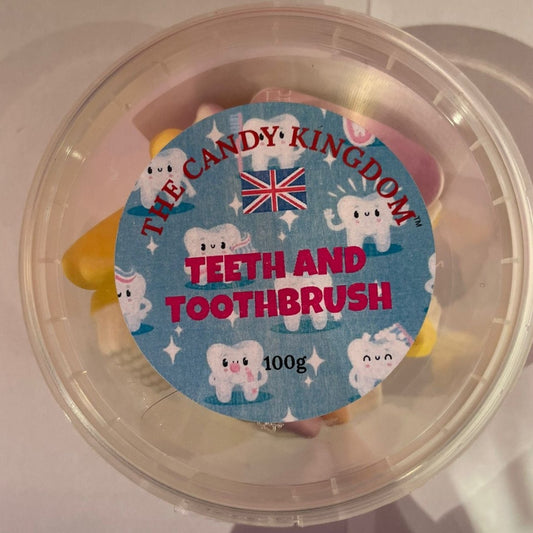 THE CANDY KINGDOM™
TEETH AND
TOOTHBRUSH
100g